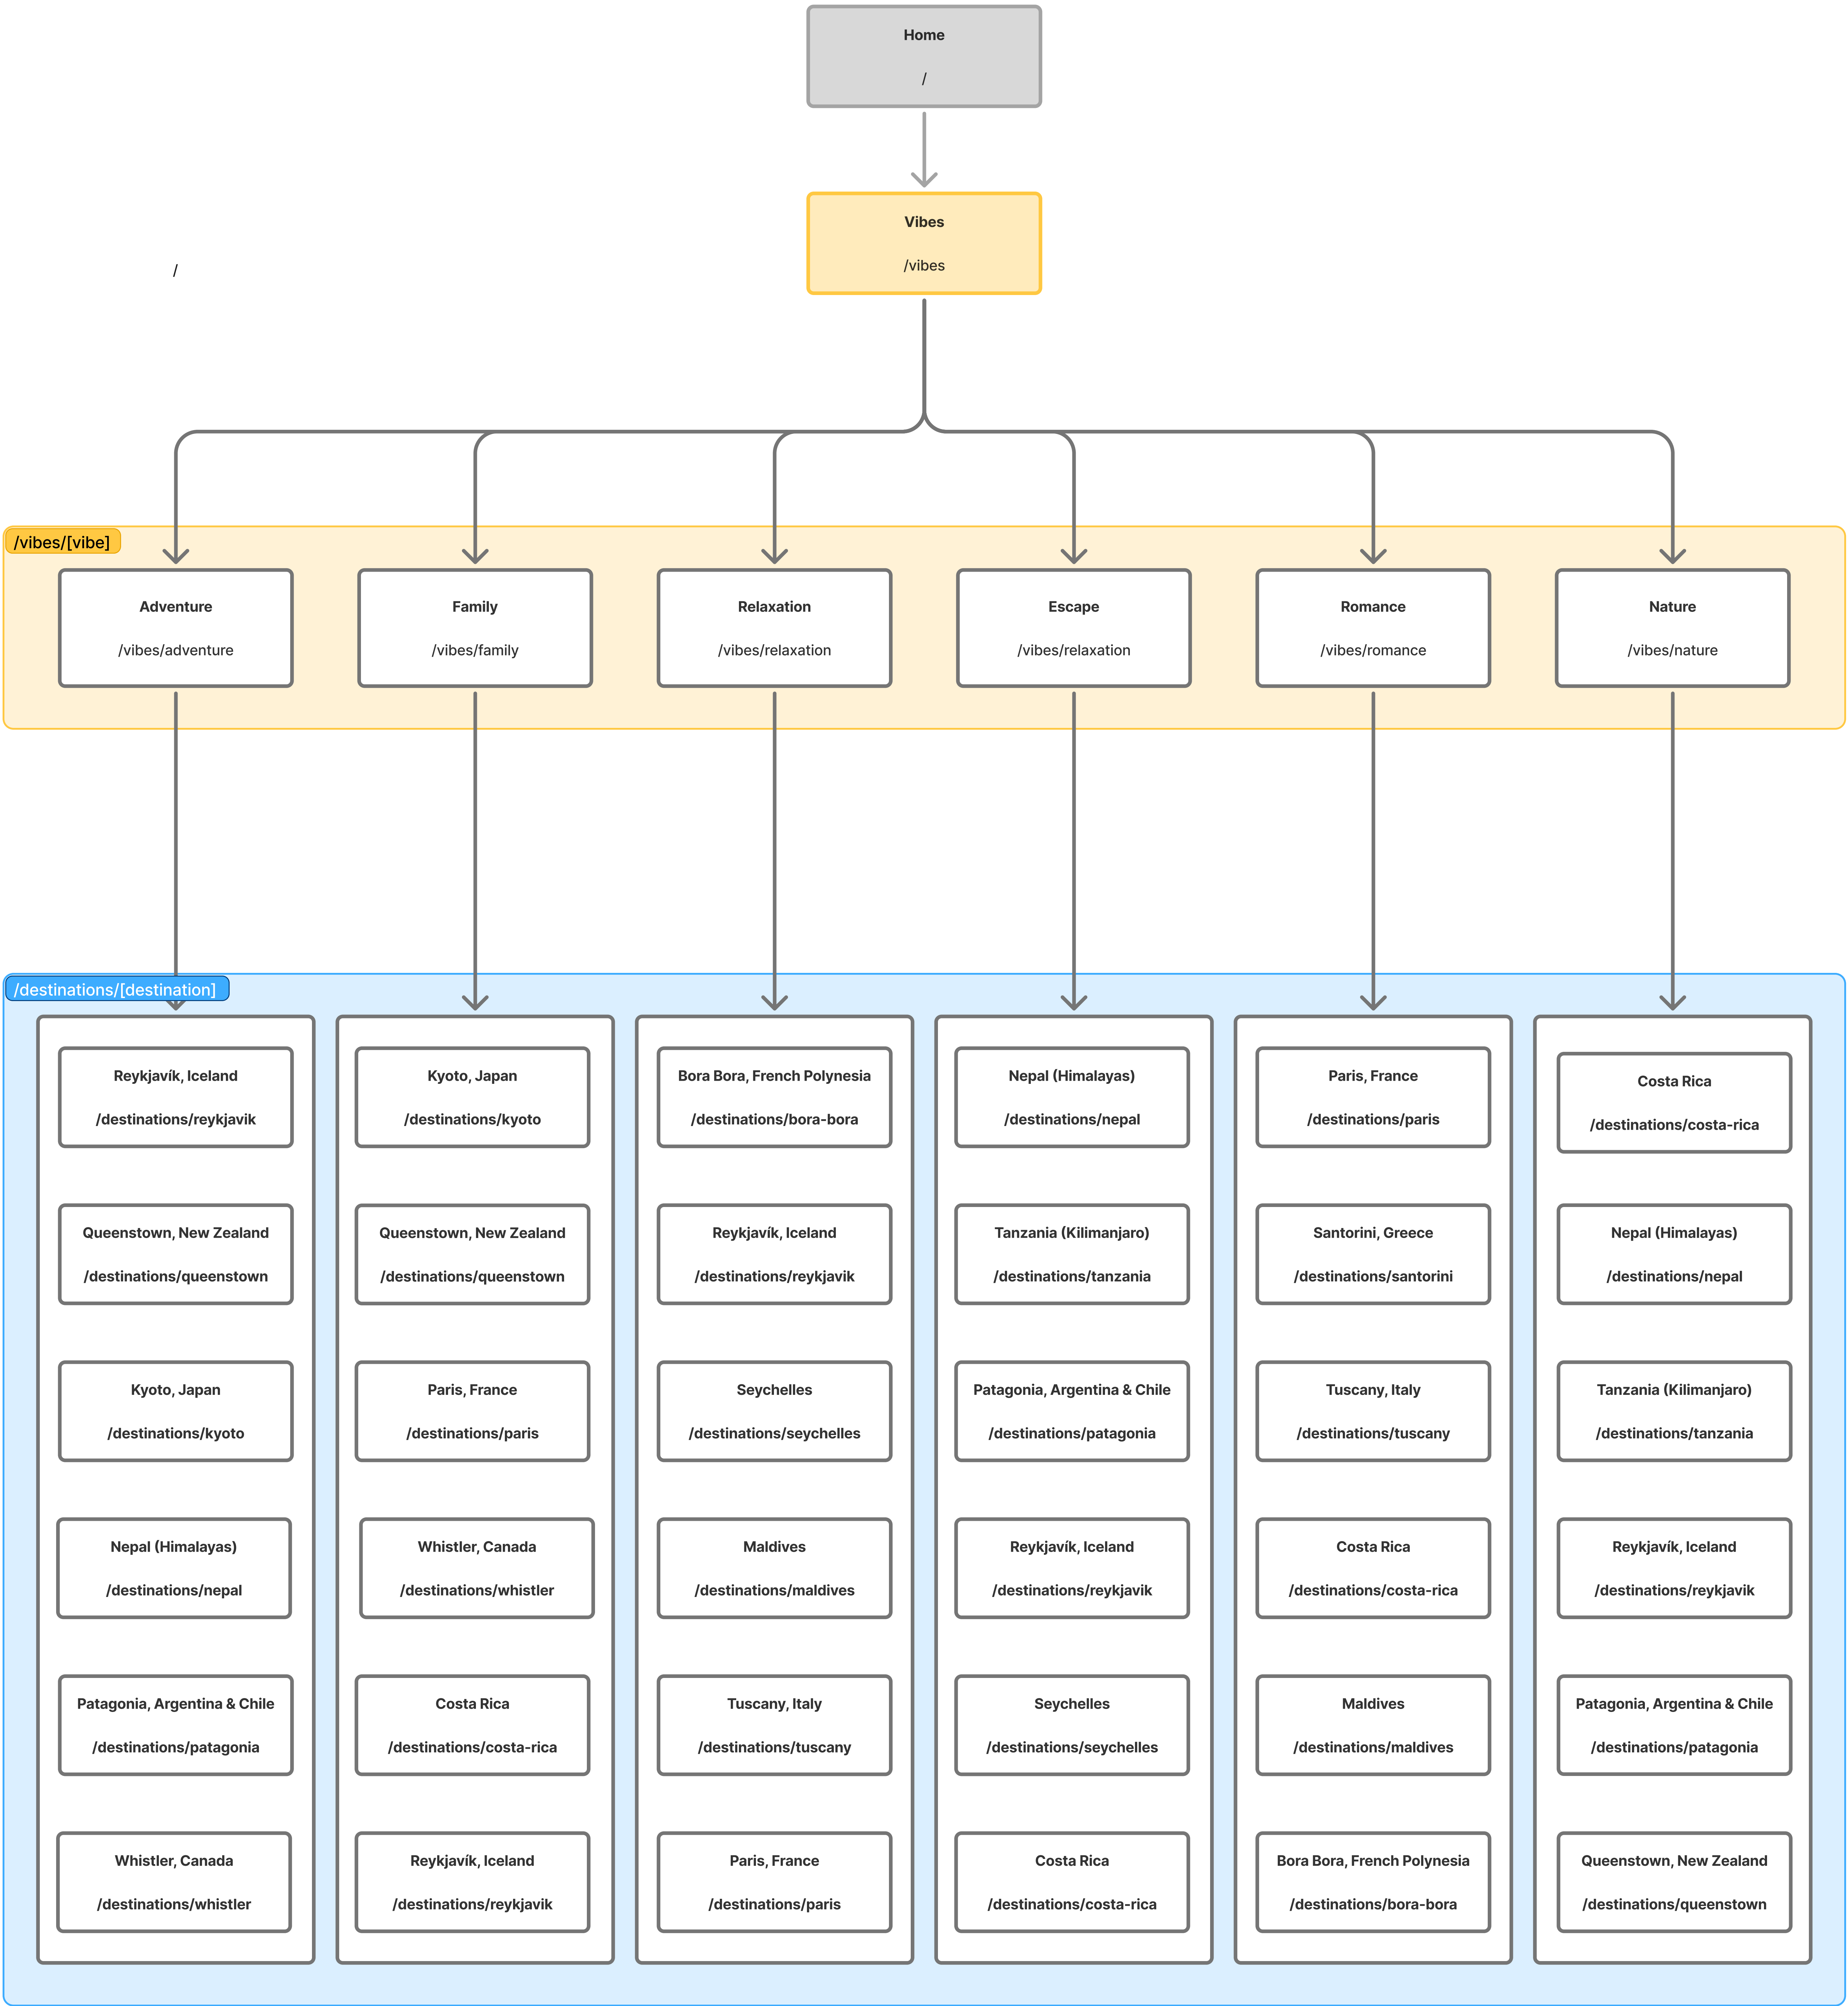 Home
/
Vibes
/vibes
/
/vibes/[vibe]
Adventure
/vibes/adventure
Family
/vibes/family
Relaxation
/vibes/relaxation
Escape
/vibes/relaxation
Romance
/vibes/romance
Nature
/vibes/nature
/destinations/[destination]
Reykjavík, Iceland
/destinations/reykjavik
Queenstown, New Zealand
/destinations/queenstown
Kyoto, Japan
/destinations/kyoto
Nepal (Himalayas)
/destinations/nepal
Patagonia, Argentina & Chile
/destinations/patagonia
Whistler, Canada
/destinations/whistler
Kyoto, Japan
/destinations/kyoto
Queenstown, New Zealand
/destinations/queenstown
Paris, France
/destinations/paris
Whistler, Canada
/destinations/whistler
Costa Rica
/destinations/costa-rica
Reykjavík, Iceland
/destinations/reykjavik
Bora Bora, French Polynesia
/destinations/bora-bora
Reykjavík, Iceland
/destinations/reykjavik
Seychelles
/destinations/seychelles
Maldives
/destinations/maldives
Tuscany, Italy
/destinations/tuscany
Paris, France
/destinations/paris
Nepal (Himalayas)
/destinations/nepal
Tanzania (Kilimanjaro)
/destinations/tanzania
Patagonia, Argentina & Chile
/destinations/patagonia
Reykjavík, Iceland
/destinations/reykjavik
Seychelles
/destinations/seychelles
Costa Rica
/destinations/costa-rica
Paris, France
/destinations/paris
Santorini, Greece
/destinations/santorini
Tuscany, Italy
/destinations/tuscany
Costa Rica
/destinations/costa-rica
Maldives
/destinations/maldives
Bora Bora, French Polynesia
/destinations/bora-bora
Costa Rica
/destinations/costa-rica
Nepal (Himalayas)
/destinations/nepal
Tanzania (Kilimanjaro)
/destinations/tanzania
Reykjavík, Iceland
/destinations/reykjavik
Patagonia, Argentina & Chile
/destinations/patagonia
Queenstown, New Zealand
/destinations/queenstown